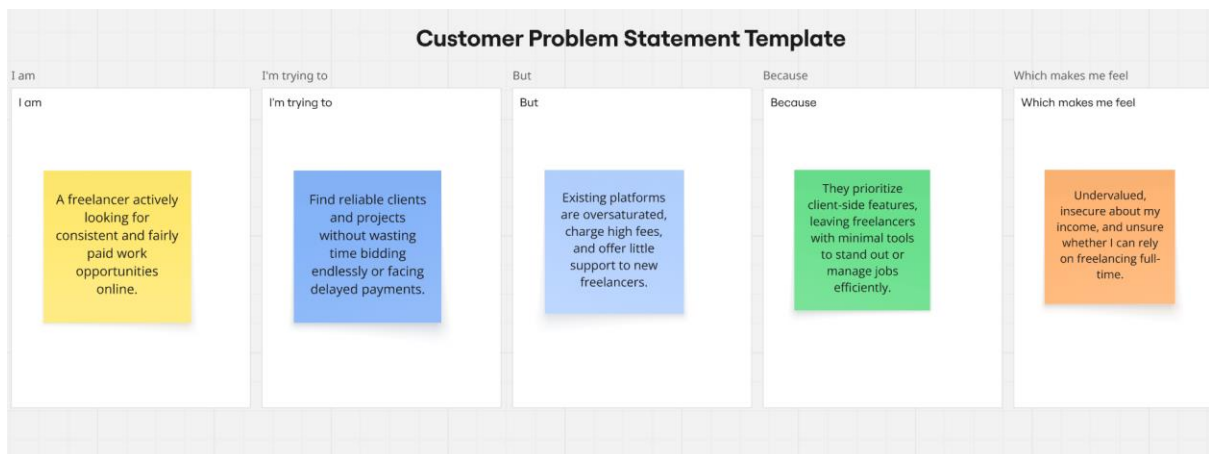 Customer Problem Statement Template
I am
I'm trying to
But
Because
Which makes me feel
I am
I'm trying to
But
Because
Which makes me feel
A freelancer actively
looking for
consistent and fairly
paid work
opportunities
online.
Find reliable clients
and projects
without wasting
time bidding
endlessly or facing
delayed payments.
Existing platforms
are oversaturated,
charge high fees,
and offer little
support to new
freelancers.
They prioritize
client-side features,
leaving freelancers
with minimal tools
to stand out or
manage jobs
efficiently.
Undervalued,
insecure about my
income, and unsure
whether I can rely
on freelancing full-
time.